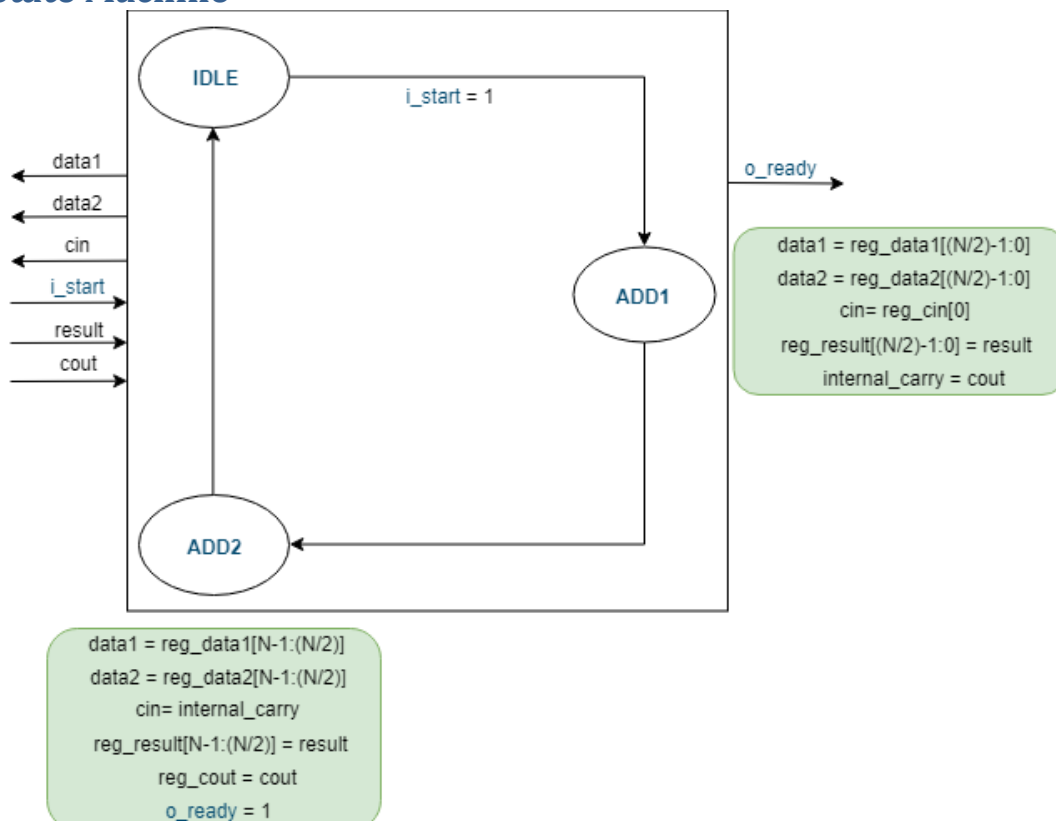 IDLE
i_start = 1
data1
data2
cin
i_start
result
cout
o_ready
ADD1
data1 = reg_data1[(N/2)-1:0]
data2 = reg_data2[(N/2)-1:0]
cin= reg_cin[0]
reg_result[(N/2)-1:0] = result
internal_carry = cout
ADD2
data1 = reg_data1[N-1:(N/2)]
data2 = reg_data2[N-1:(N/2)]
cin= internal_carry
reg_result[N-1:(N/2)] = result
reg_cout = cout
o_ready = 1